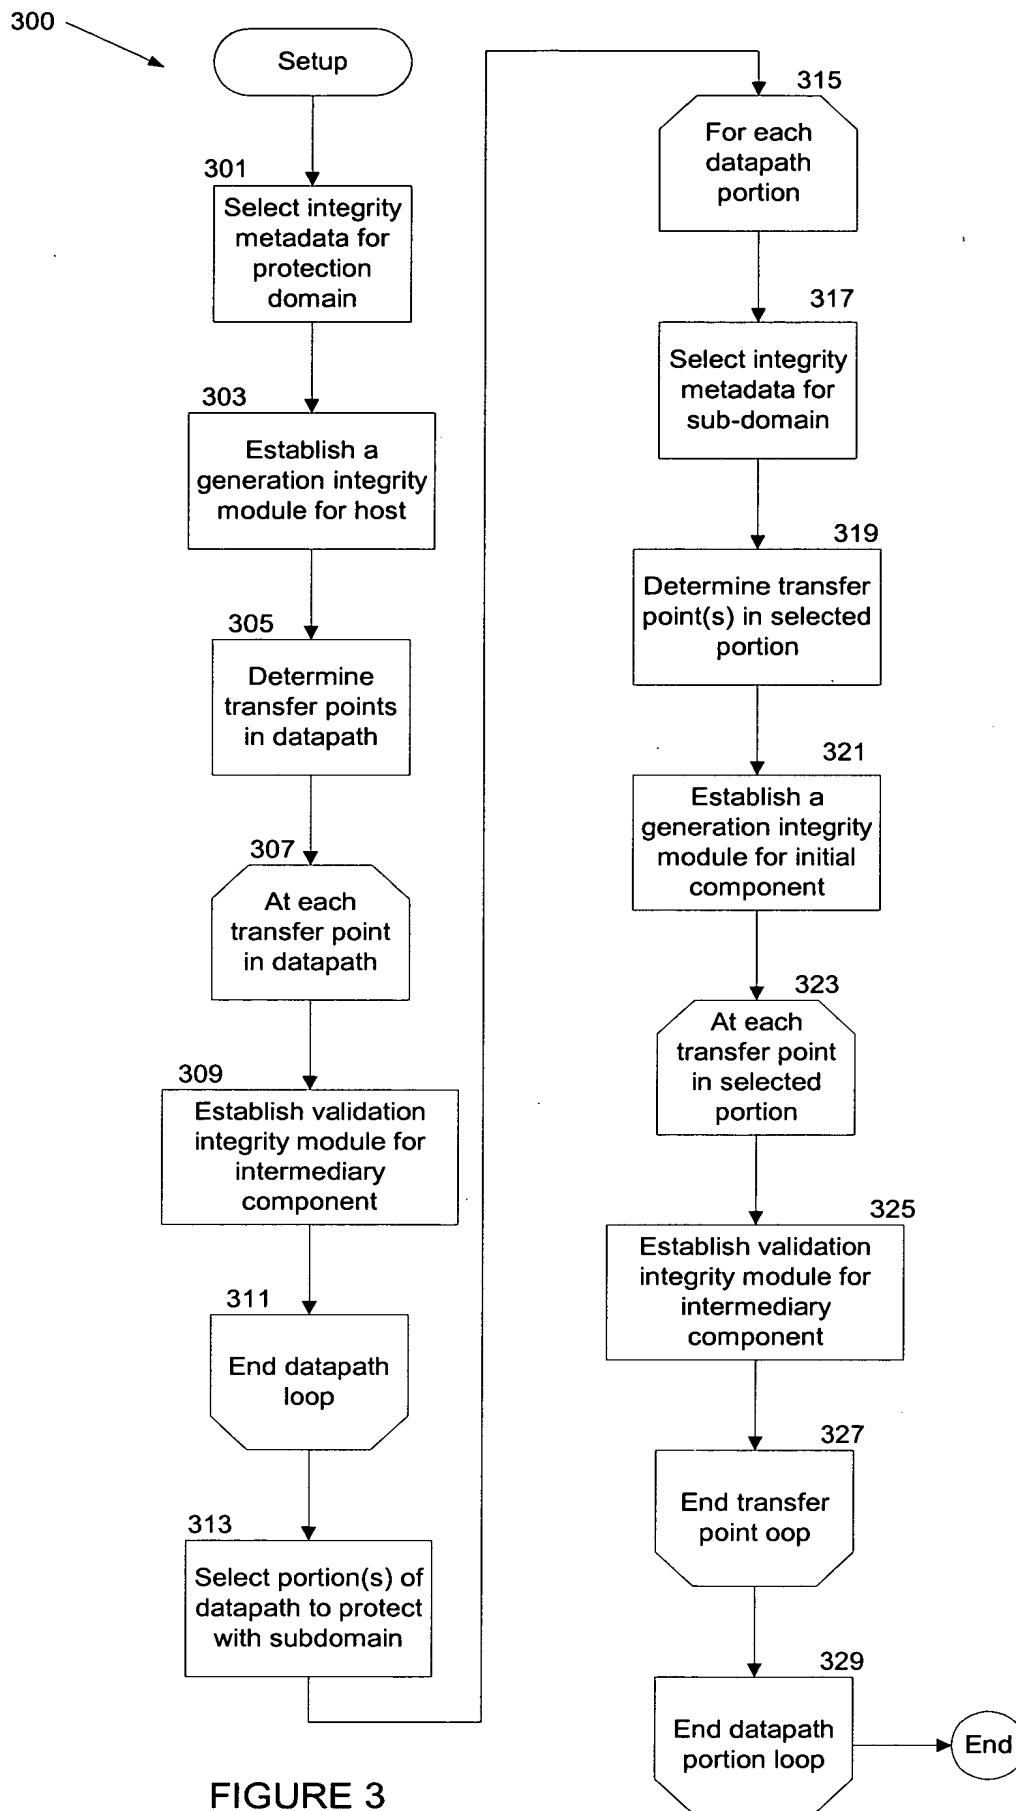 300
Setup
301
Select integrity
metadata for
protection
domain
303
Establish a
generation integrity
module for host
305
Determine
transfer points
in datapath
307
At each
transfer point
in datapath
309
Establish validation
integrity module for
intermediary
component
311
End datapath
loop
313
Select portion(s) of
datapath to protect
with subdomain
315
For each
datapath
portion
317
Select integrity
metadata for
sub-domain
319
Determine transfer
point(s) in selected
portion
321
Establish a
generation integrity
module for initial
component
323
At each
transfer point
in selected
portion
325
Establish validation
integrity module for
intermediary
component
327
End transfer
point oop
329
End datapath
portion loop
End
FIGURE 3